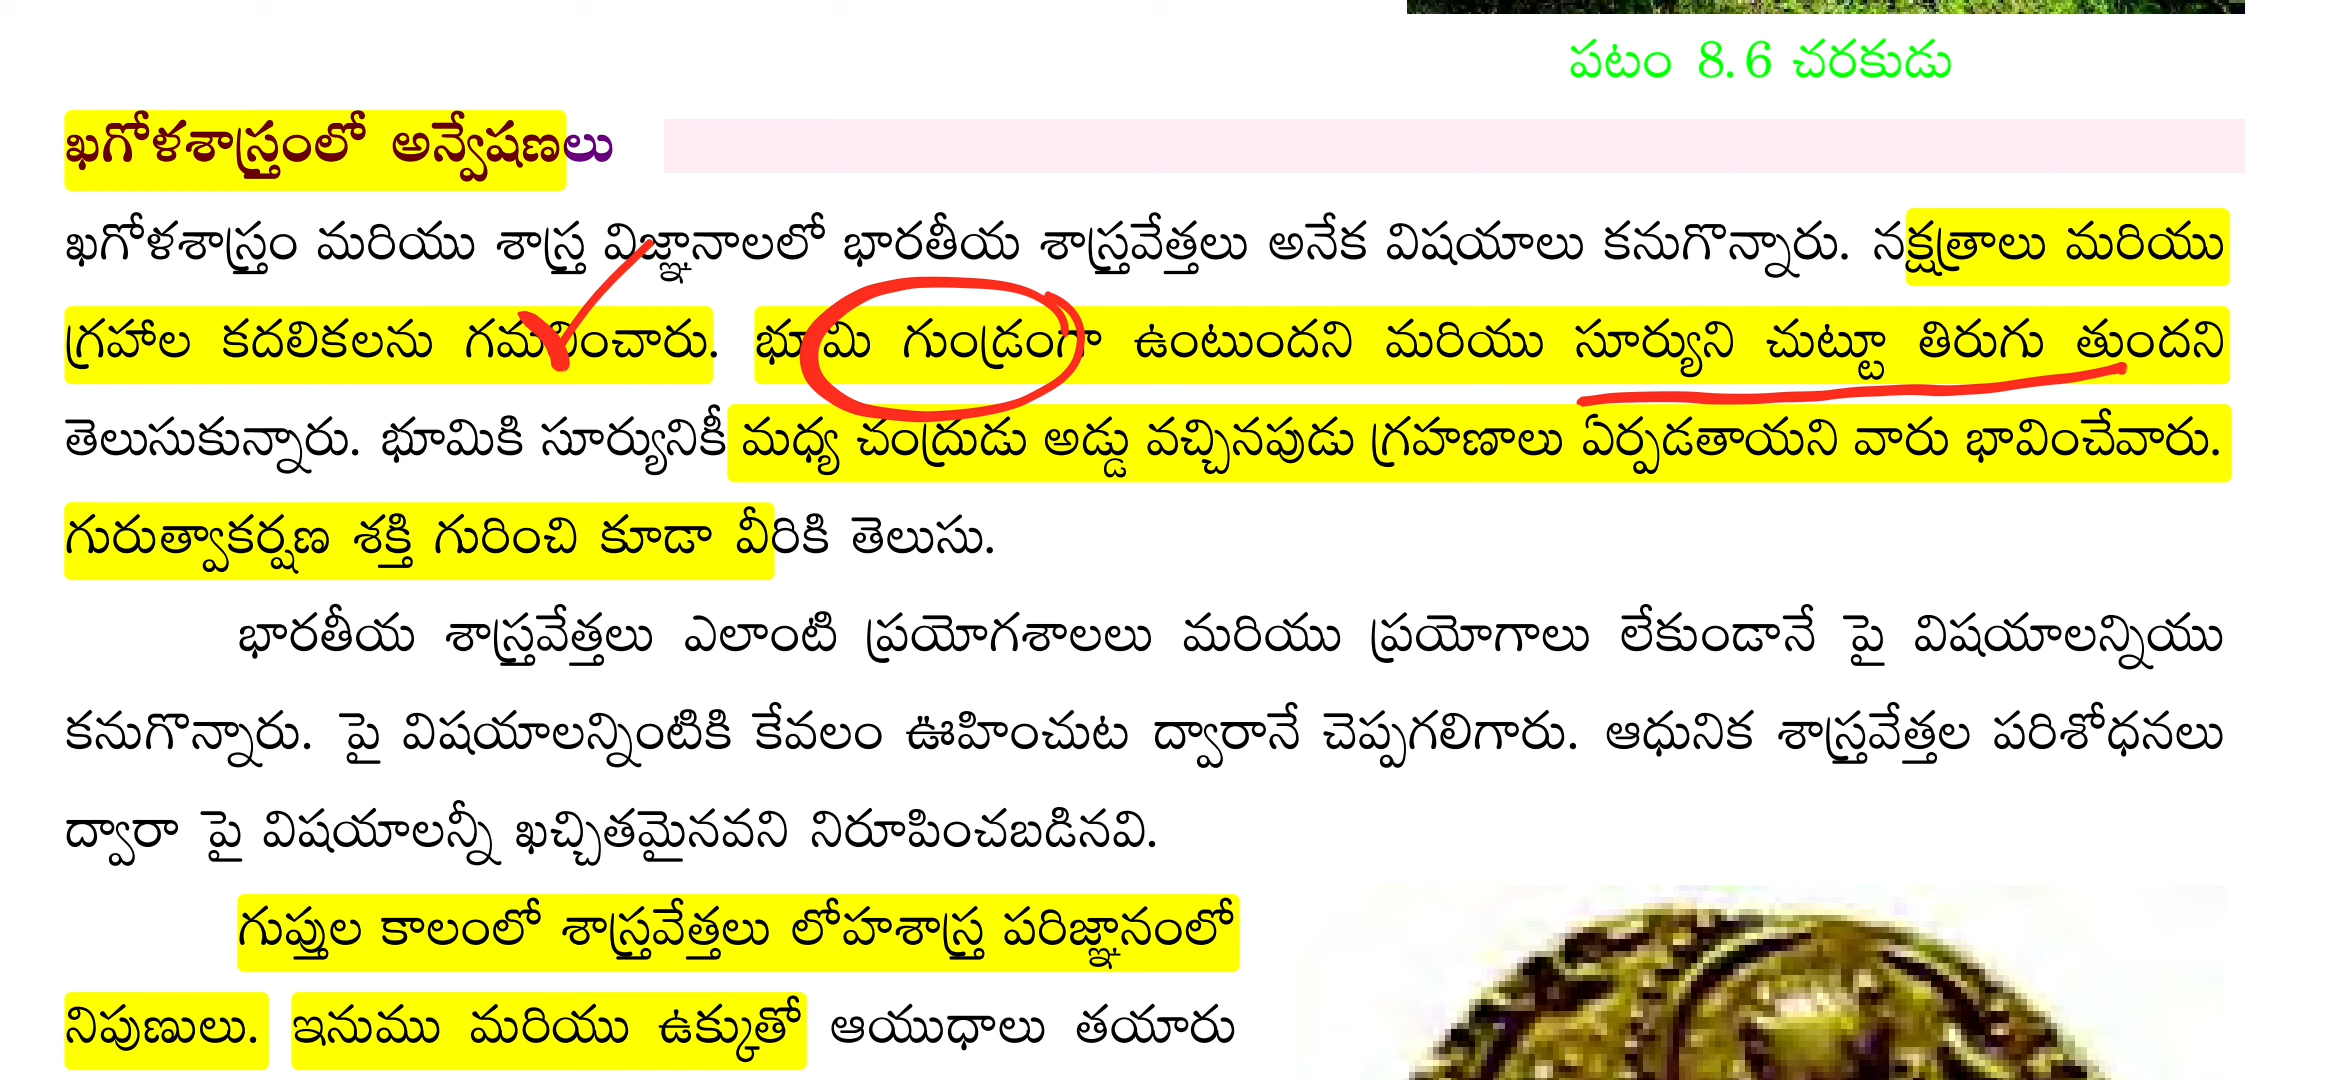 పటం 8.6 చరకుడు
ఖగోళశాస్త్రంలో అన్వేషణలు
ఖగోళశాస్త్రం మరియు శాస్త్ర విజ్ఞానాలలో భారతీయ శాస్త్రవేత్తలు అనేక విషయాలు కనుగొన్నారు. నక్షత్రాలు మరియు
గ్రహాల కదలికలను గమనించారు. భూమి గుండ్రంగా ఉంటుందని మరియు సూర్యుని చుట్టూ తిరుగు తుందని
తెలుసుకున్నారు. భూమికి సూర్యునికీ మధ్య చంద్రుడు అడ్డు వచ్చినపుడు గ్రహణాలు ఏర్పడతాయని వారు భావించేవారు.
గురుత్వాకర్షణ శక్తి గురించి కూడా వీరికి తెలుసు.
భారతీయ శాస్త్రవేత్తలు ఎలాంటి ప్రయోగశాలలు మరియు ప్రయోగాలు లేకుండానే పై విషయాలన్నియు
కనుగొన్నారు. పై విషయాలన్నింటికి కేవలం ఊహించుట ద్వారానే చెప్పగలిగారు. ఆధునిక శాస్త్రవేత్తల పరిశోధనలు
ద్వారా పై విషయాలన్నీ ఖచ్చితమైనవని నిరూపించబడినవి.
గుప్తుల కాలంలో శాస్త్రవేత్తలు లోహశాస్త్ర పరిజ్ఞానంలో
నిపుణులు. ఇనుము మరియు ఉక్కుతో ఆయుధాలు తయారు